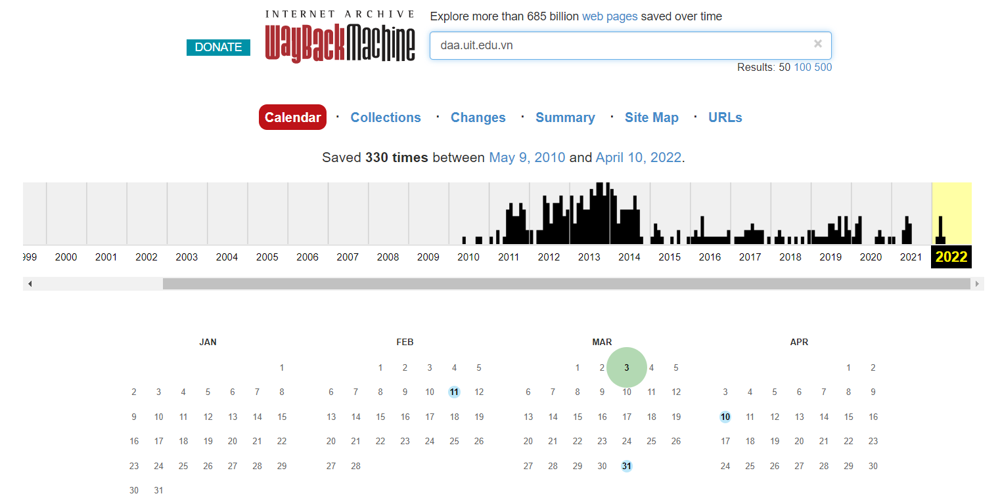 INTERNET ARCHIVE
WayBackMachine
DONATE
Explore more than 685 billion web pages saved over time
daa.uit.edu.vn ×
Results: 50 100 500
Calendar · Collections · Changes · Summary · Site Map · URLs
Saved 330 times between May 9, 2010 and April 10, 2022.
999 2000 2001 2002 2003 2004 2005 2006 2007 2008 2009 2010 2011 2012 2013 2014 2015 2016 2017 2018 2019 2020 2021 2022
JAN
1
2 3 4 5 6 7 8
9 10 11 12 13 14 15
16 17 18 19 20 21 22
23 24 25 26 27 28 29
30 31
FEB
1 2 3 4 5
6 7 8 9 10 11 12
13 14 15 16 17 18 19
20 21 22 23 24 25 26
27 28
MAR
1 2 3 4 5
6 7 8 9 10 11 12
13 14 15 16 17 18 19
20 21 22 23 24 25 26
27 28 29 30 31
APR
1 2
3 4 5 6 7 8 9
10 11 12 13 14 15 16
17 18 19 20 21 22 23
24 25 26 27 28 29 30